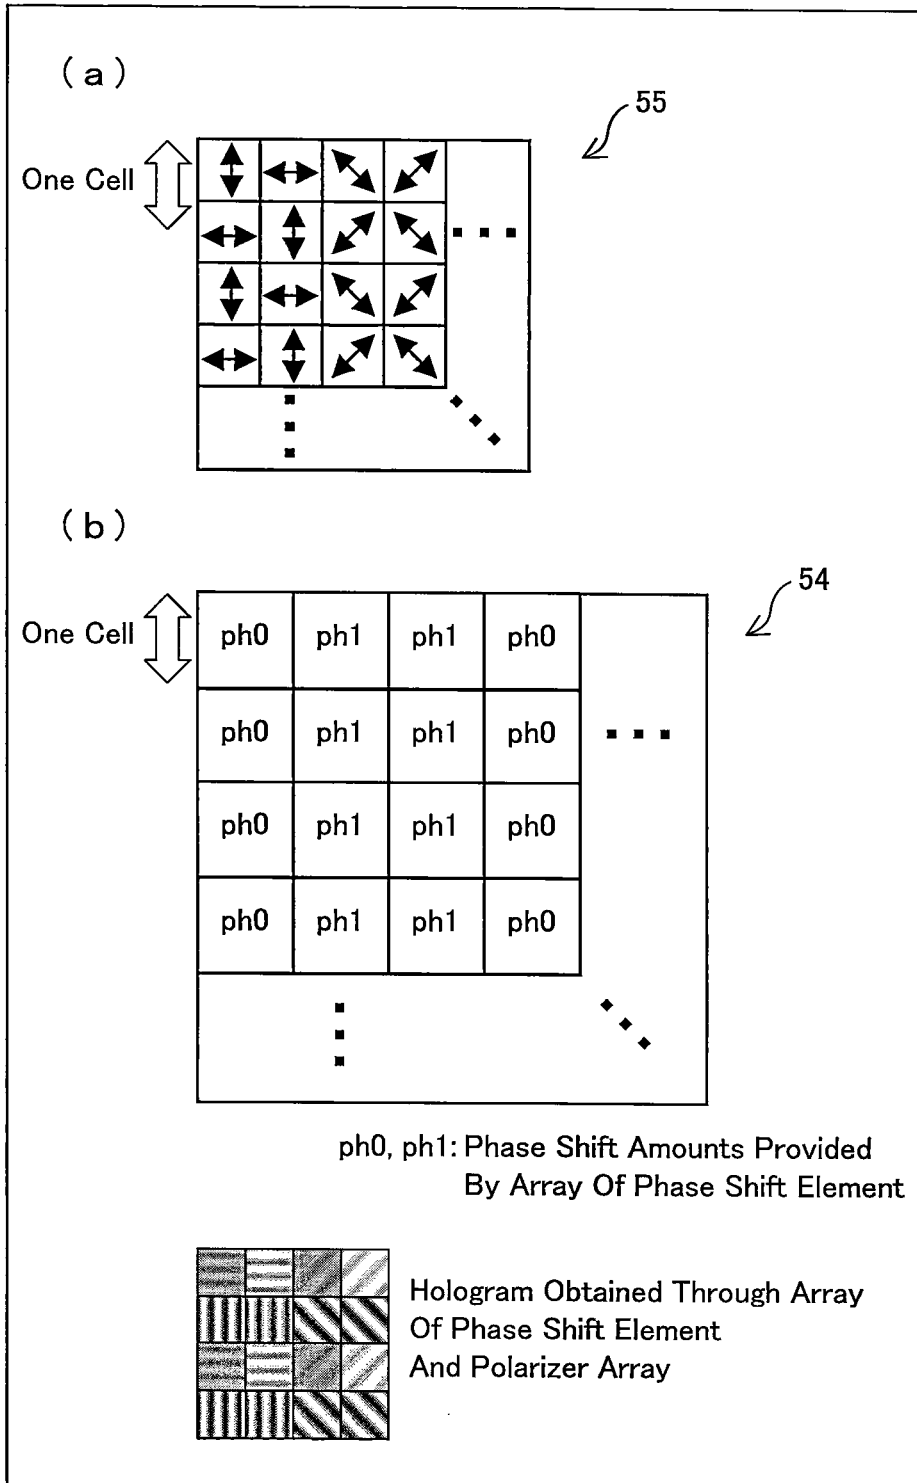 (a)
55
One Cell
(b)
54
One Cell
ph0 ph1 ph1 ph0
ph0 ph1 ph1 ph0
ph0 ph1 ph1 ph0
ph0 ph1 ph1 ph0
ph0, ph1: Phase Shift Amounts Provided
By Array Of Phase Shift Element
Hologram Obtained Through Array
Of Phase Shift Element
And Polarizer Array